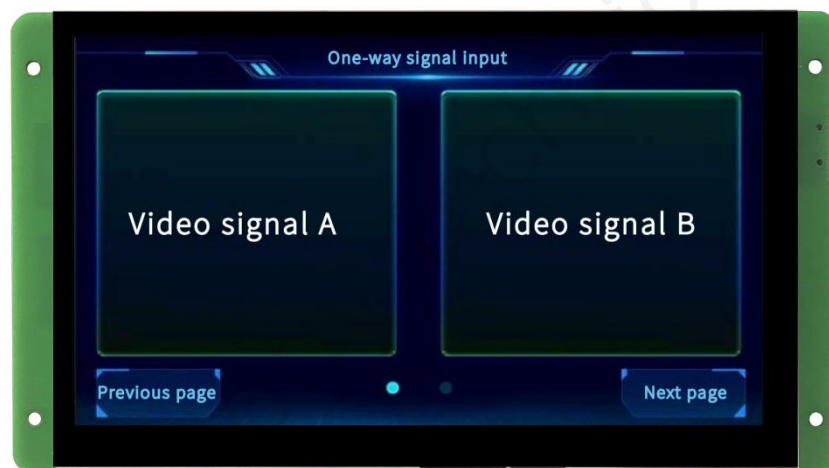 One-way signal input
Video signal A
Video signal B
Previous page
Next page